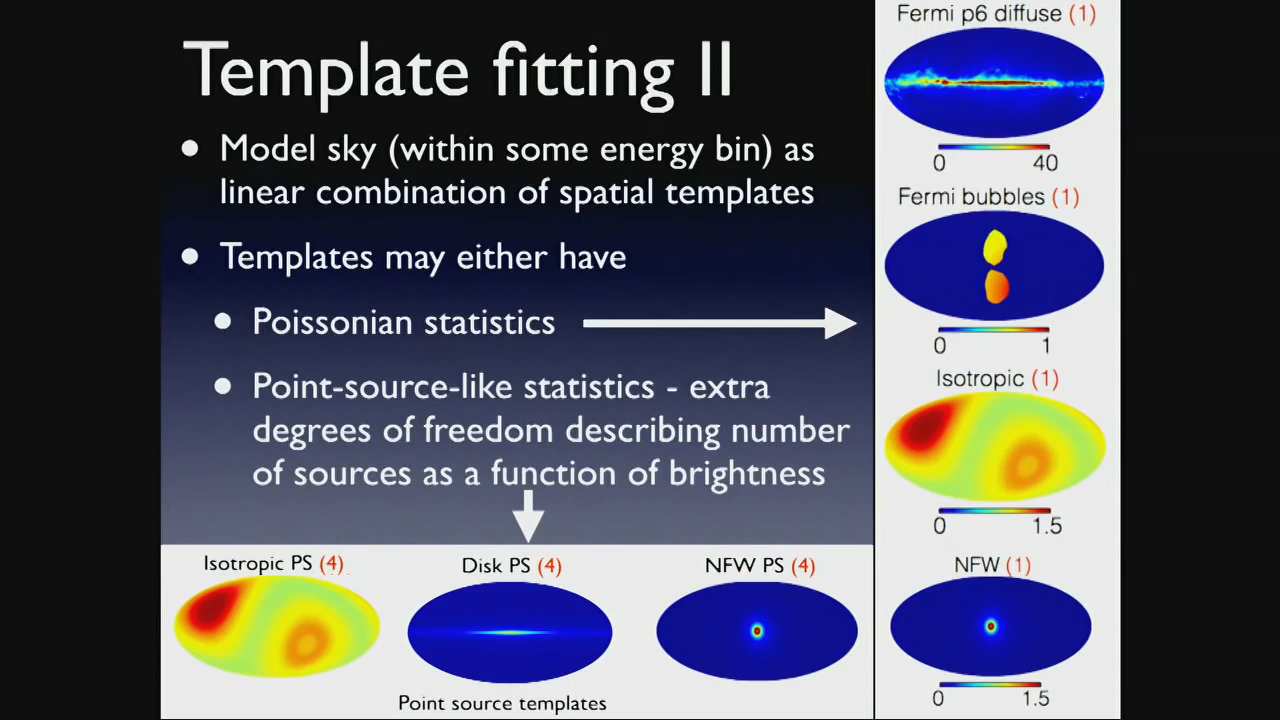 Template fitting II
• Model sky (within some energy bin) as
linear combination of spatial templates
• Templates may either have
• Poissonian statistics
• Point-source-like statistics - extra
degrees of freedom describing number
of sources as a function of brightness
Isotropic PS (4)
Disk PS (4)
NFW PS (4)
Point source templates
Fermi p6 diffuse (1)
0 40
Fermi bubbles (1)
0 1
Isotropic (1)
0 1.5
NFW (1)
0 1.5